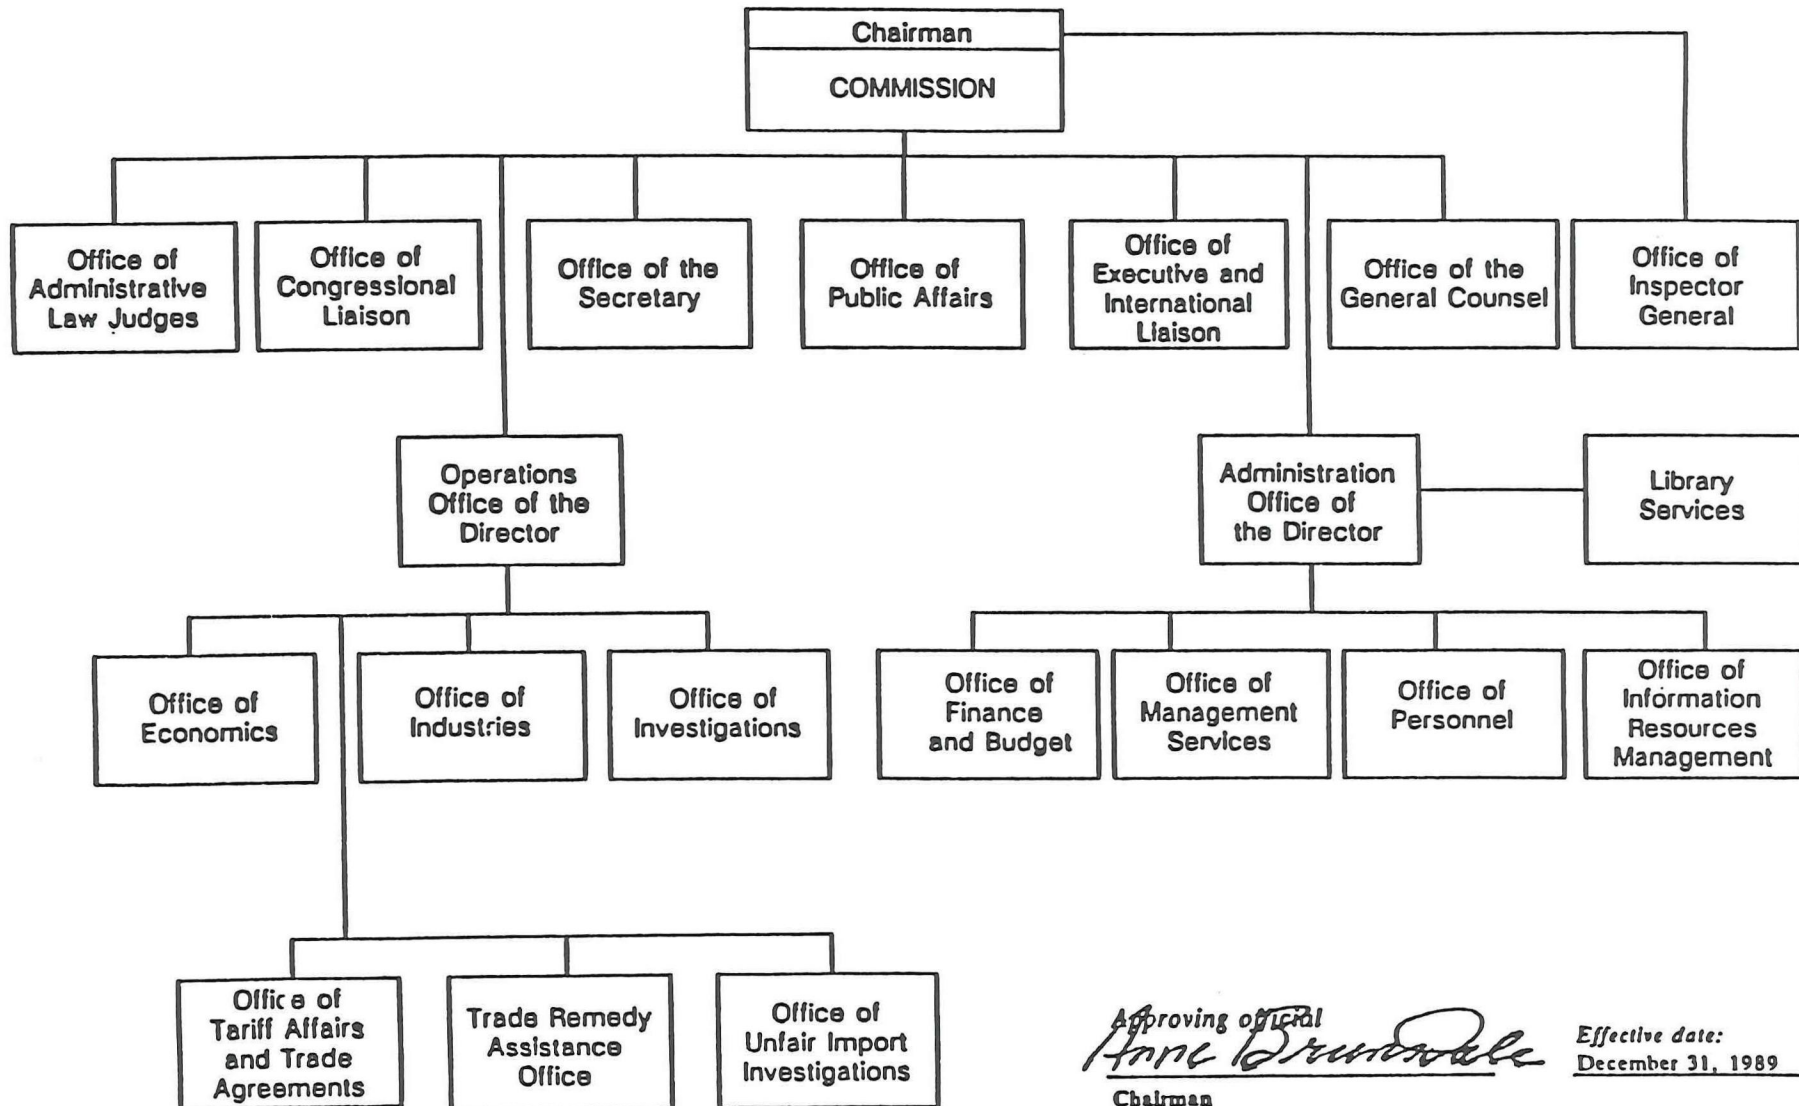 Chairman
COMMISSION
Office of
Administrative
Law Judges
Office of
Congressional
Liaison
Office of the
Secretary
Office of
Public Affairs
Office of
Executive and
International
Liaison
Office of the
General Counsel
Office of
Inspector
General
Operations
Office of the
Director
Administration
Office of
the Director
Library
Services
Office of
Economics
Office of
Industries
Office of
Investigations
Office of
Finance
and Budget
Office of
Management
Services
Office of
Personnel
Office of
Information
Resources
Management
Office of
Tariff Affairs
and Trade
Agreements
Trade Remedy
Assistance
Office
Office of
Unfair Import
Investigations
Approving official
Anne Brunsdale
Chairman
Effective date:
December 31, 1989